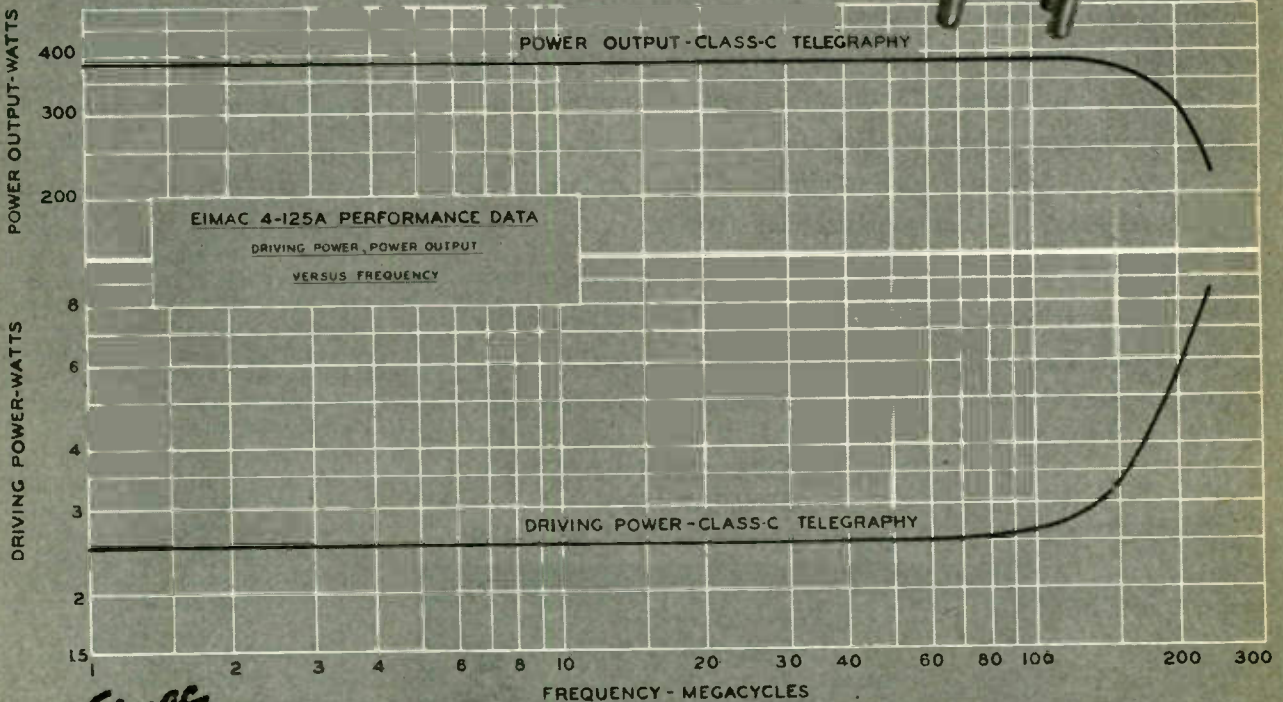 POWER OUTPUT-WATTS
400
300
200
POWER OUTPUT-CLASS-C TELEGRAPHY
EIMAC 4-125A PERFORMANCE DATA
DRIVING POWER, POWER OUTPUT
VERSUS FREQUENCY
DRIVING POWER-WATTS
8
6
4
3
2
1.5
DRIVING POWER-CLASS-C TELEGRAPHY
1 2 3 4 6 8 10 20 30 40 60 80 100 200 300
FREQUENCY - MEGACYCLES